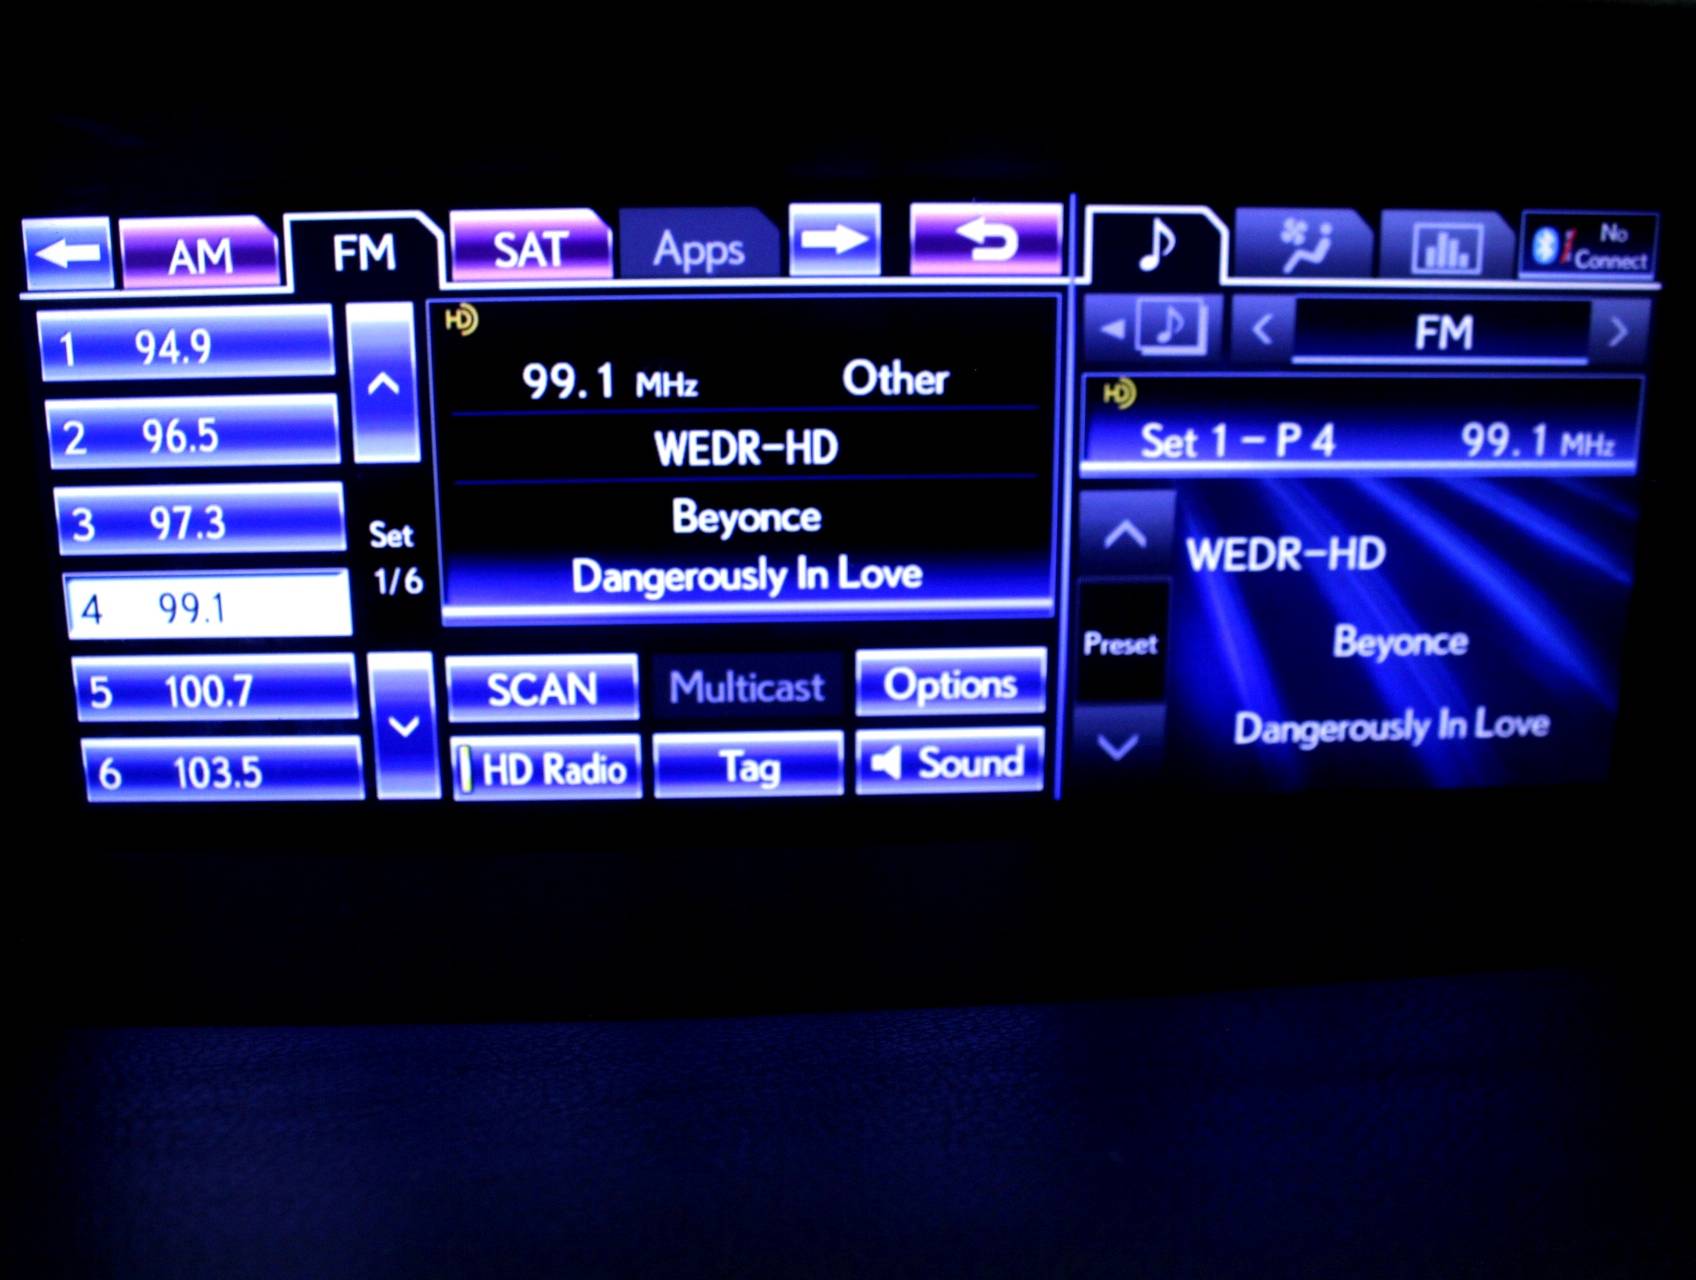 AM
FM
SAT
Apps
No
Connect
1 94.9
2 96.5
3 97.3
4 99.1
5 100.7
6 103.5
Set
1/6
HD
99.1 MHz Other
WEDR-HD
Beyonce
Dangerously In Love
SCAN
Multicast
Options
HD Radio
Tag
Sound
FM
HD
Set 1-P 4 99.1 MHz
Preset
WEDR-HD
Beyonce
Dangerously In Love